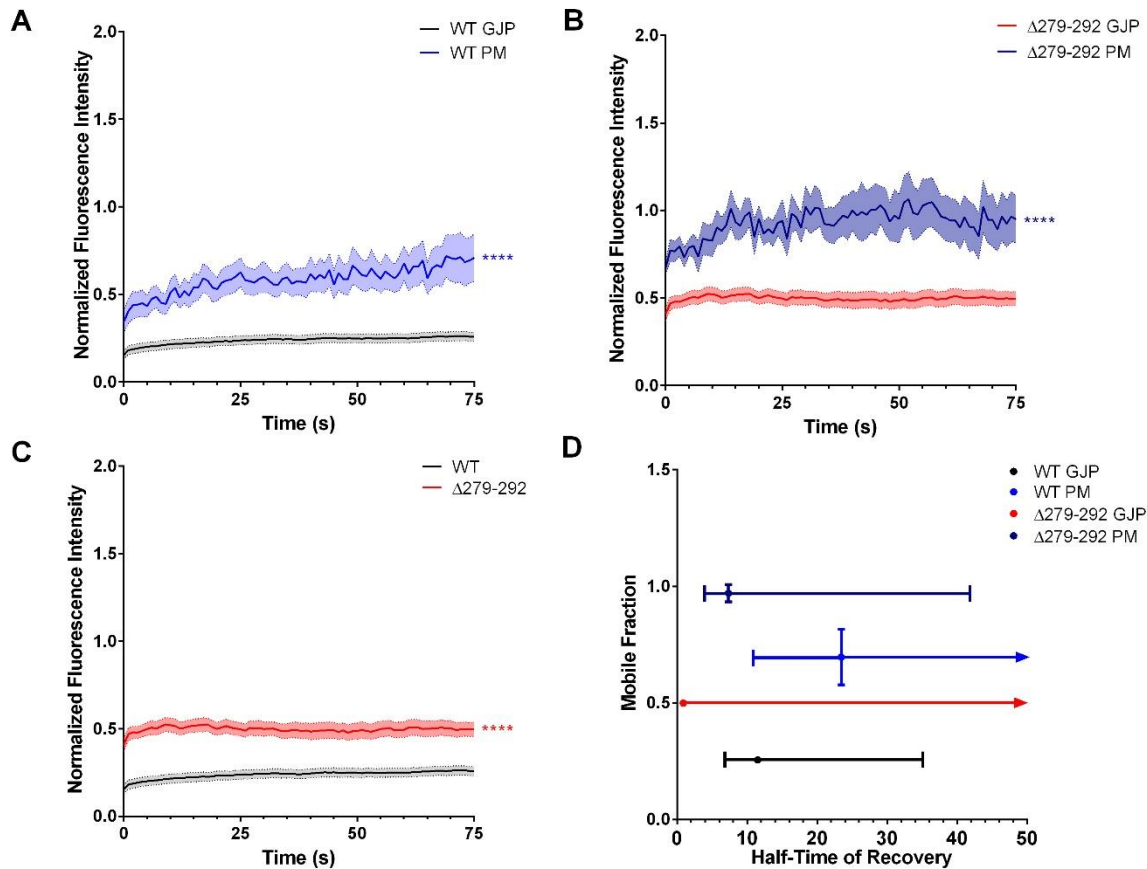 A
WT GJP
WT PM
Normalized Fluorescence Intensity
2.0
1.5
1.0
0.5
0.0
****
0 25 50 75
Time (s)
B
Δ279-292 GJP
Δ279-292 PM
Normalized Fluorescence Intensity
2.0
1.5
1.0
0.5
0.0
****
0 25 50 75
Time (s)
C
WT
Δ279-292
Normalized Fluorescence Intensity
2.0
1.5
1.0
0.5
0.0
****
0 25 50 75
Time (s)
D
WT GJP
WT PM
Δ279-292 GJP
Δ279-292 PM
Mobile Fraction
1.5
1.0
0.5
0.0
0 10 20 30 40 50
Half-Time of Recovery